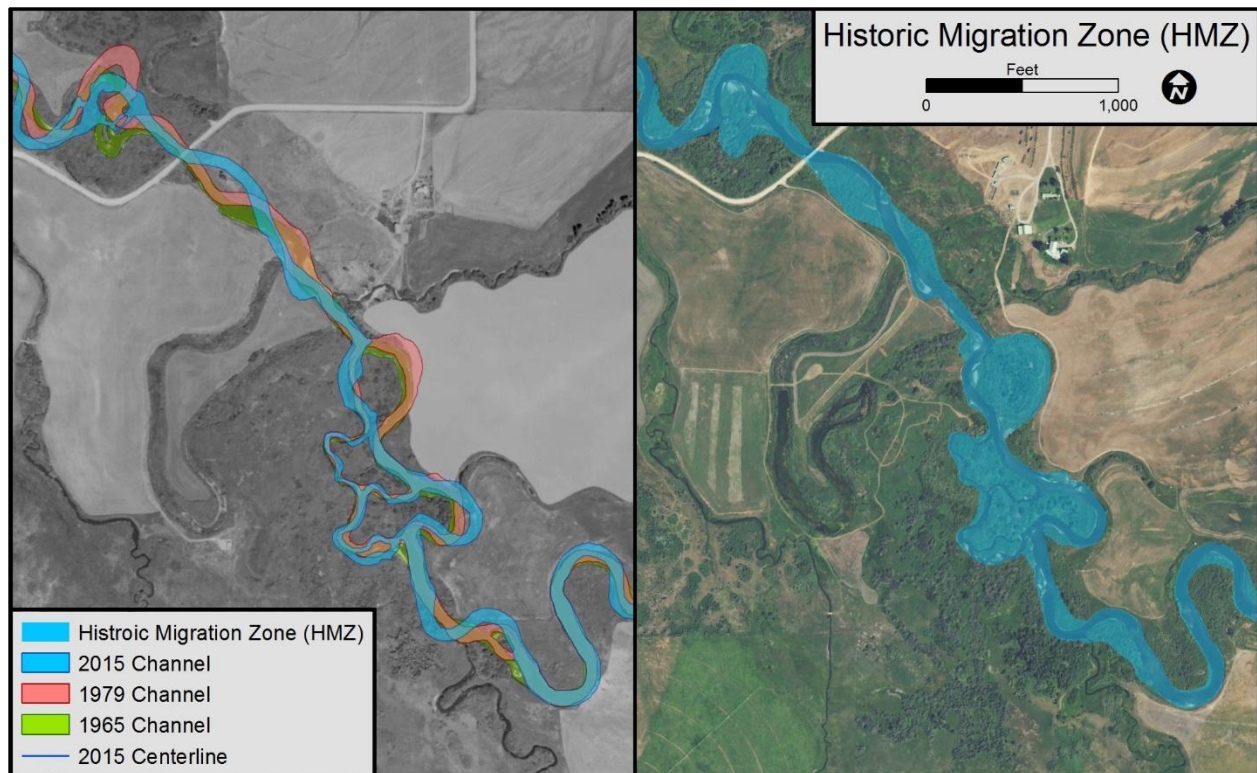 Historic Migration Zone (HMZ)
Feet
0 1,000
N
Histroic Migration Zone (HMZ)
2015 Channel
1979 Channel
1965 Channel
2015 Centerline